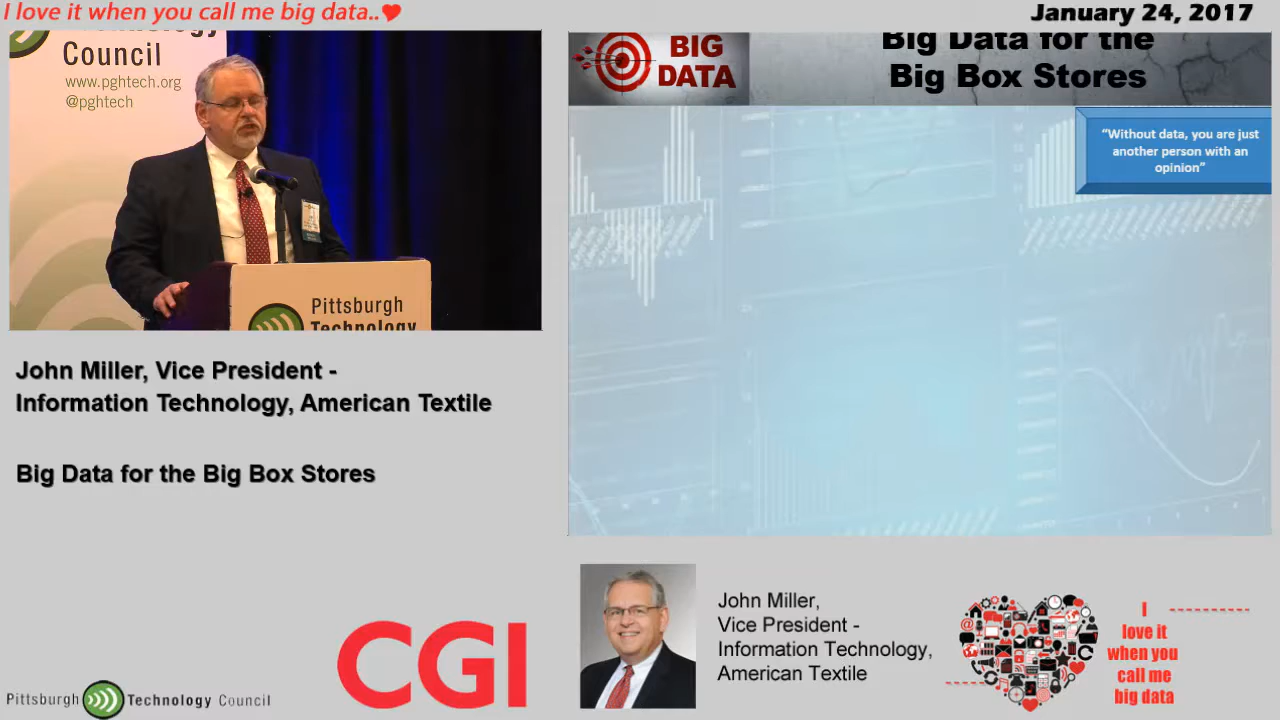 I love it when you call me big data..
January 24, 2017
Technology
Council
www.pghtech.org
@pghtech
Pittsburgh
Technology
BIG
DATA
Big Data for the
Big Box Stores
"Without data, you are just
another person with an
opinion"
John Miller, Vice President -
Information Technology, American Textile
Big Data for the Big Box Stores
CGI
Pittsburgh Technology Council
John Miller,
Vice President -
Information Technology,
American Textile
I
love it
when you
call me
big data